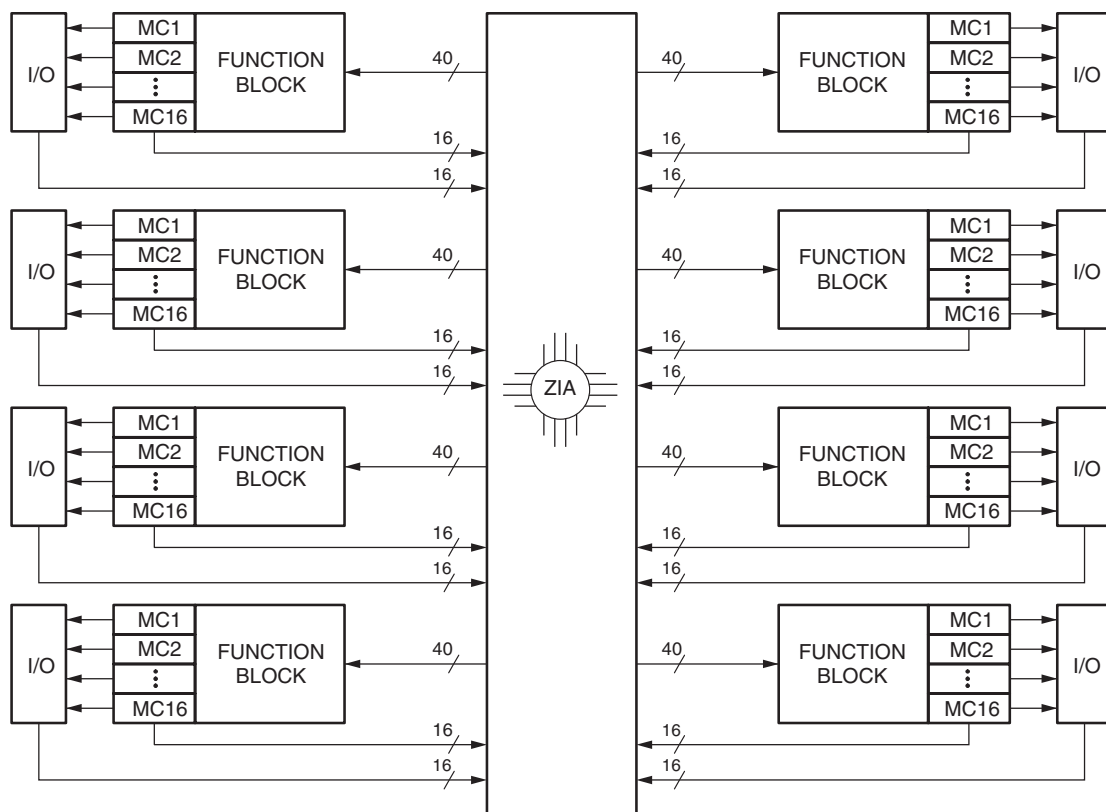 MC1 MC1
MC2 FUNCTION 40 40 FUNCTION MC2
I/O BLOCK BLOCK I/O
MC16 MC16
16 16
16 16
MC1 MC1
MC2 FUNCTION 40 40 FUNCTION MC2
I/O BLOCK BLOCK I/O
MC16 MC16
16 16
16 16
ZIA
MC1 MC1
MC2 FUNCTION 40 40 FUNCTION MC2
I/O BLOCK BLOCK I/O
MC16 MC16
16 16
16 16
MC1 MC1
MC2 FUNCTION 40 40 FUNCTION MC2
I/O BLOCK BLOCK I/O
MC16 MC16
16 16
16 16